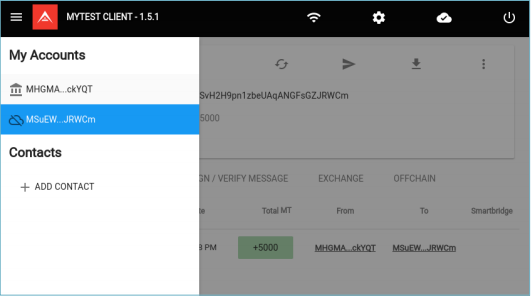 MYTEST CLIENT - 1.5.1
My Accounts
MHGMA...ckYQT
MSuEW...JRWCm
Contacts
ADD CONTACT
SvH2H9pn1zbeUAqANGFsGZJRWCm
5000
GN / VERIFY MESSAGE EXCHANGE OFFCHAIN
te Total MT From To Smartbridge
8 PM +5000 MHGMA...ckYQT MSuEW...JRWCm